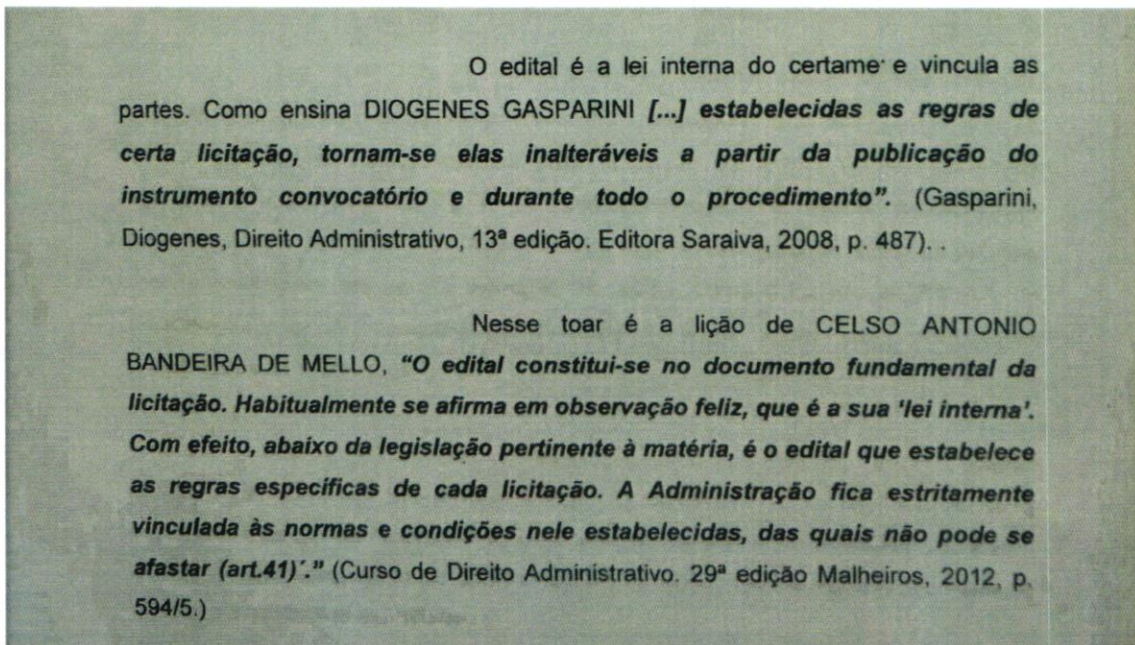 O edital é a lei interna do certame e vincula as
partes. Como ensina DIOGENES GASPARINI [...] estabelecidas as regras de
certa licitação, tornam-se elas inalteráveis a partir da publicação do
instrumento convocatório e durante todo o procedimento". (Gasparini,
Diogenes, Direito Administrativo, 13ª edição. Editora Saraiva, 2008, p. 487). .
Nesse toar é a lição de CELSO ANTONIO
BANDEIRA DE MELLO, "O edital constitui-se no documento fundamental da
licitação. Habitualmente se afirma em observação feliz, que é a sua 'lei interna'.
Com efeito, abaixo da legislação pertinente à matéria, é o edital que estabelece
as regras específicas de cada licitação. A Administração fica estritamente
vinculada às normas e condições nele estabelecidas, das quais não pode se
afastar (art.41)´." (Curso de Direito Administrativo. 29ª edição Malheiros, 2012, p.
594/5.)